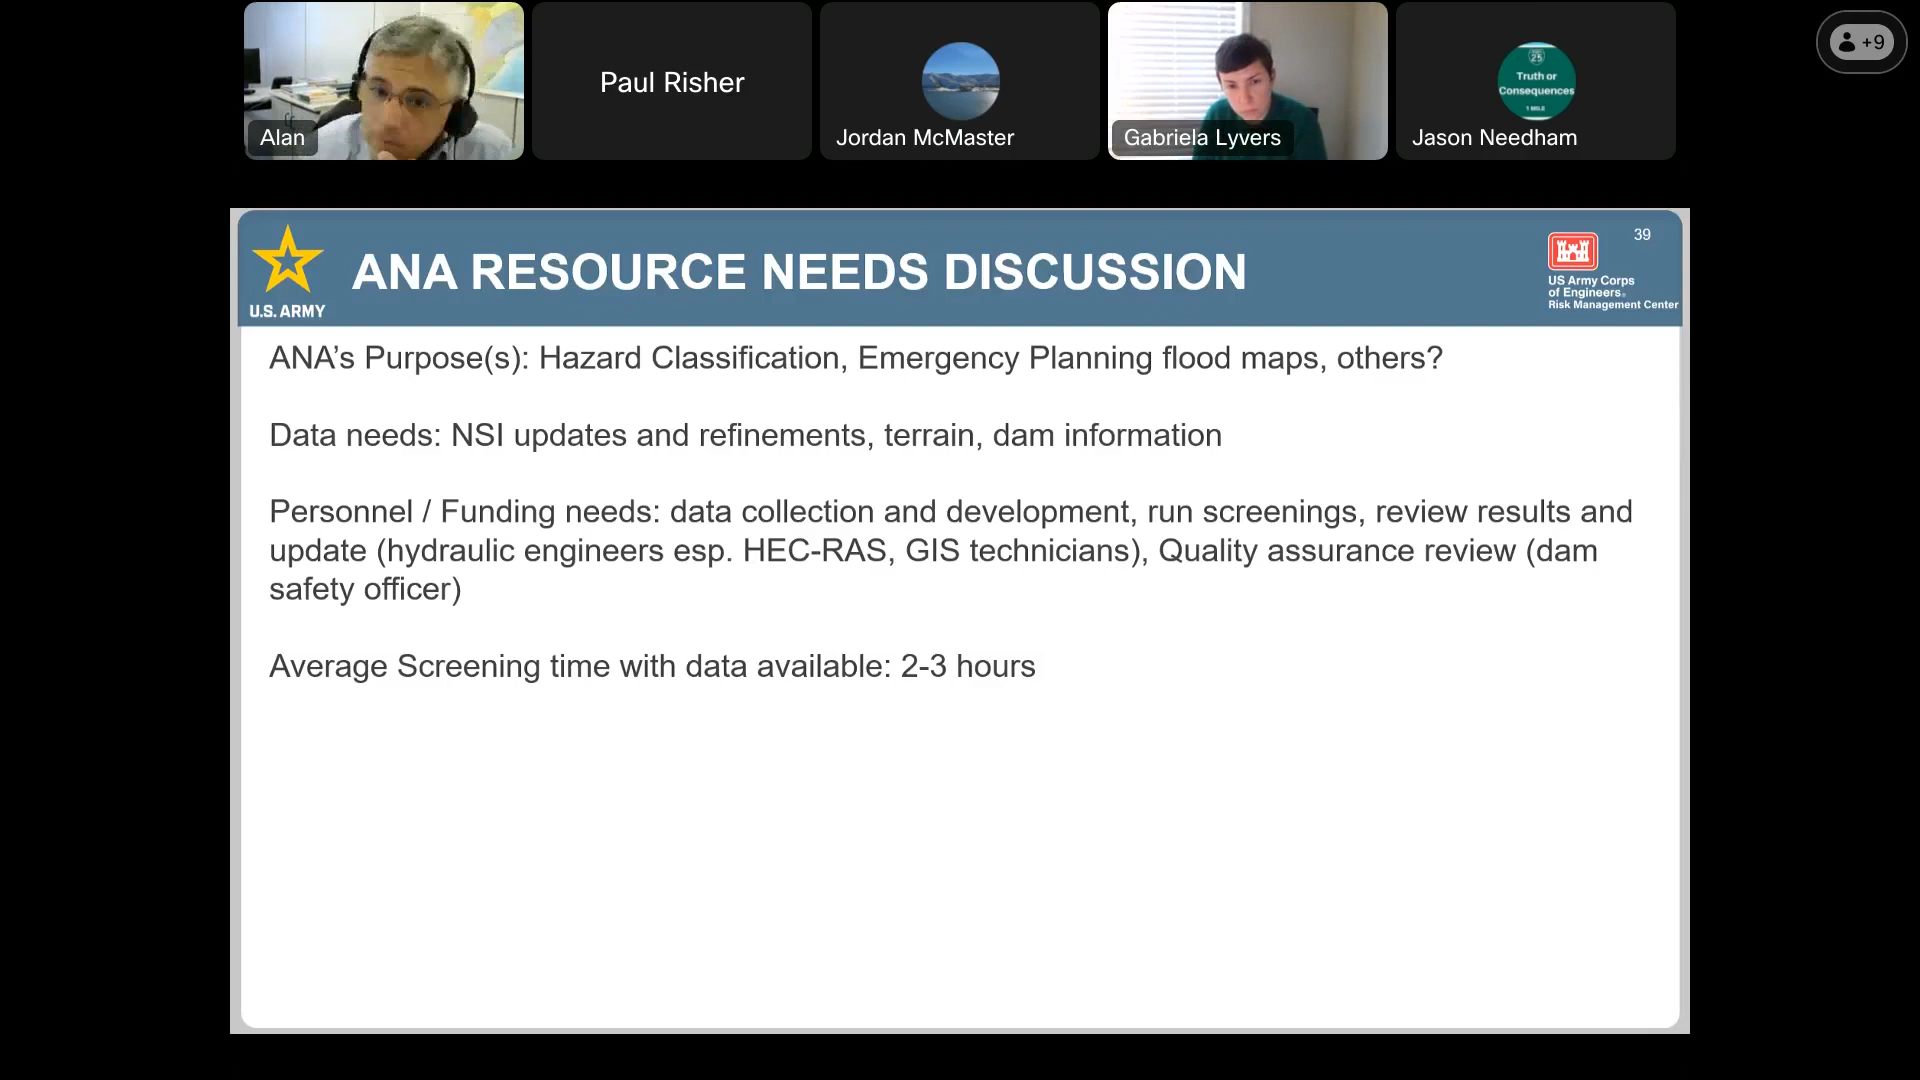 Alan
Paul Risher
Jordan McMaster
Gabriela Lyvers
25
Truth or
Consequences
1 MILE
Jason Needham
+9
U.S. ARMY
ANA RESOURCE NEEDS DISCUSSION
39
US Army Corps
of Engineers®
Risk Management Center
ANA’s Purpose(s): Hazard Classification, Emergency Planning flood maps, others?
Data needs: NSI updates and refinements, terrain, dam information
Personnel / Funding needs: data collection and development, run screenings, review results and
update (hydraulic engineers esp. HEC-RAS, GIS technicians), Quality assurance review (dam
safety officer)
Average Screening time with data available: 2-3 hours